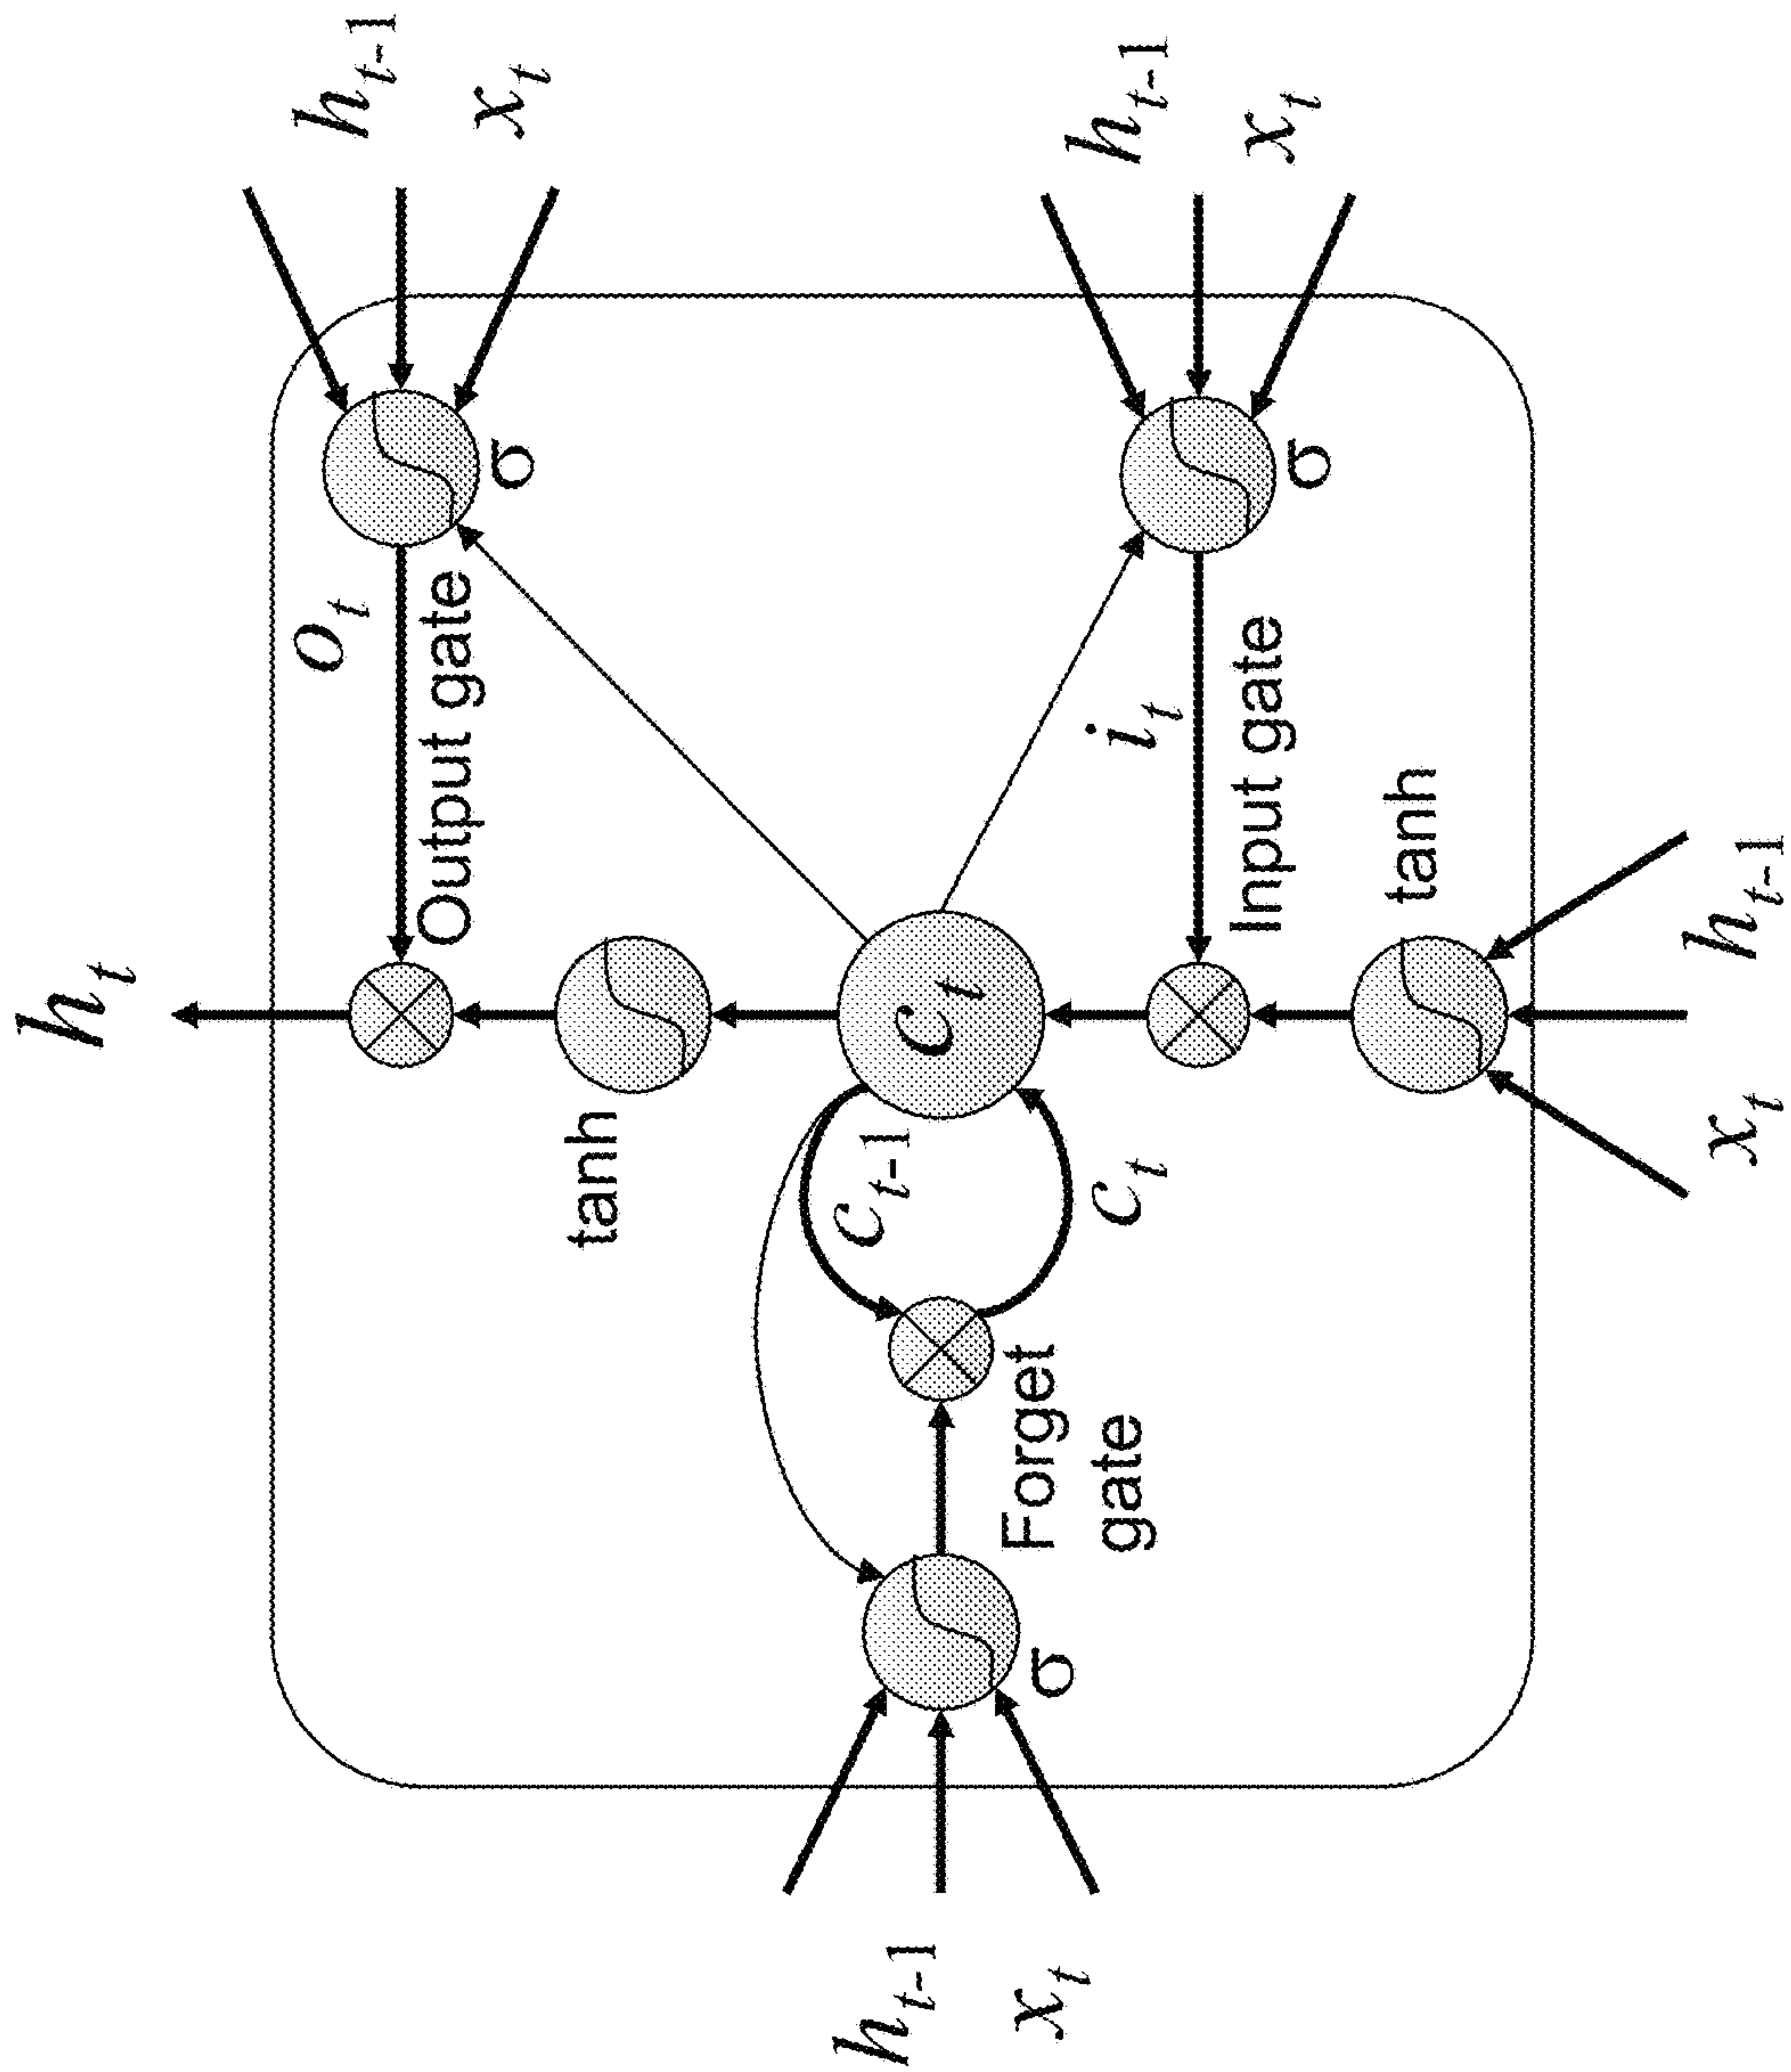 h_t
h_{t-1}
x_t
o_t
Output gate
σ
tanh
c_{t-1}
c_t
c_t
h_{t-1}
x_t
σ
Forget
gate
i_t
Input gate
σ
h_{t-1}
x_t
tanh
x_t
h_{t-1}